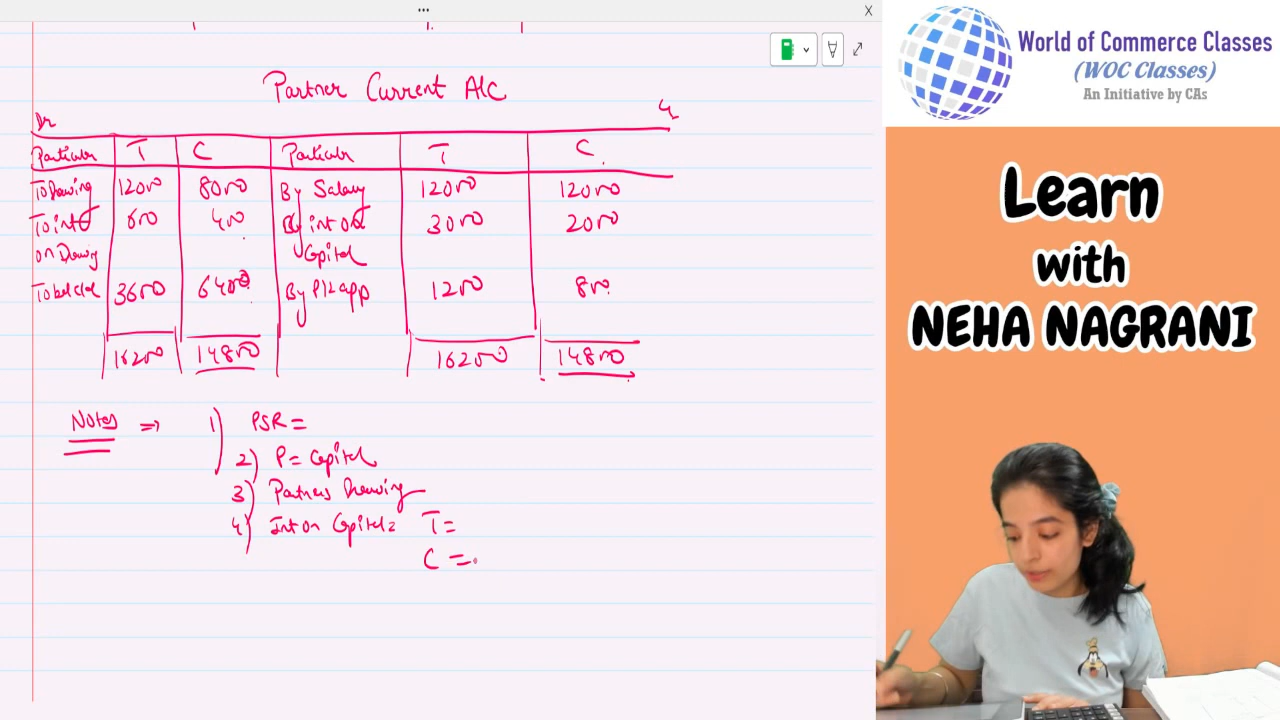 Partner Current A/C
Dr
Particular T C Particular T C
To Drawing 12000 8000 By Salary 12000 12000
To int 600 400 By int on 3000 2000
on Drawig Capital
To bal c/d 3600 6400 By P/L app 1200 800
16200 14800 16200 14800
Notes ⇒ 1) PSR =
2) P = Capital
3) Partners Drawing
4) Int on Capital = T =
C =
World of Commerce Classes
(WOC Classes)
An Initiative by CAs
Learn
with
NEHA NAGRANI